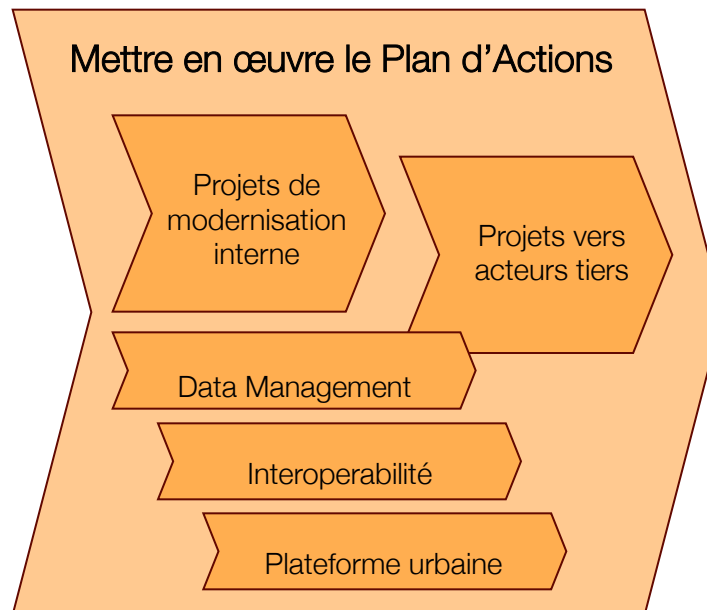 Mettre en œuvre le Plan d’Actions
Projets de
modernisation
interne
Projets vers
acteurs tiers
Data Management
Interoperabilité
Plateforme urbaine